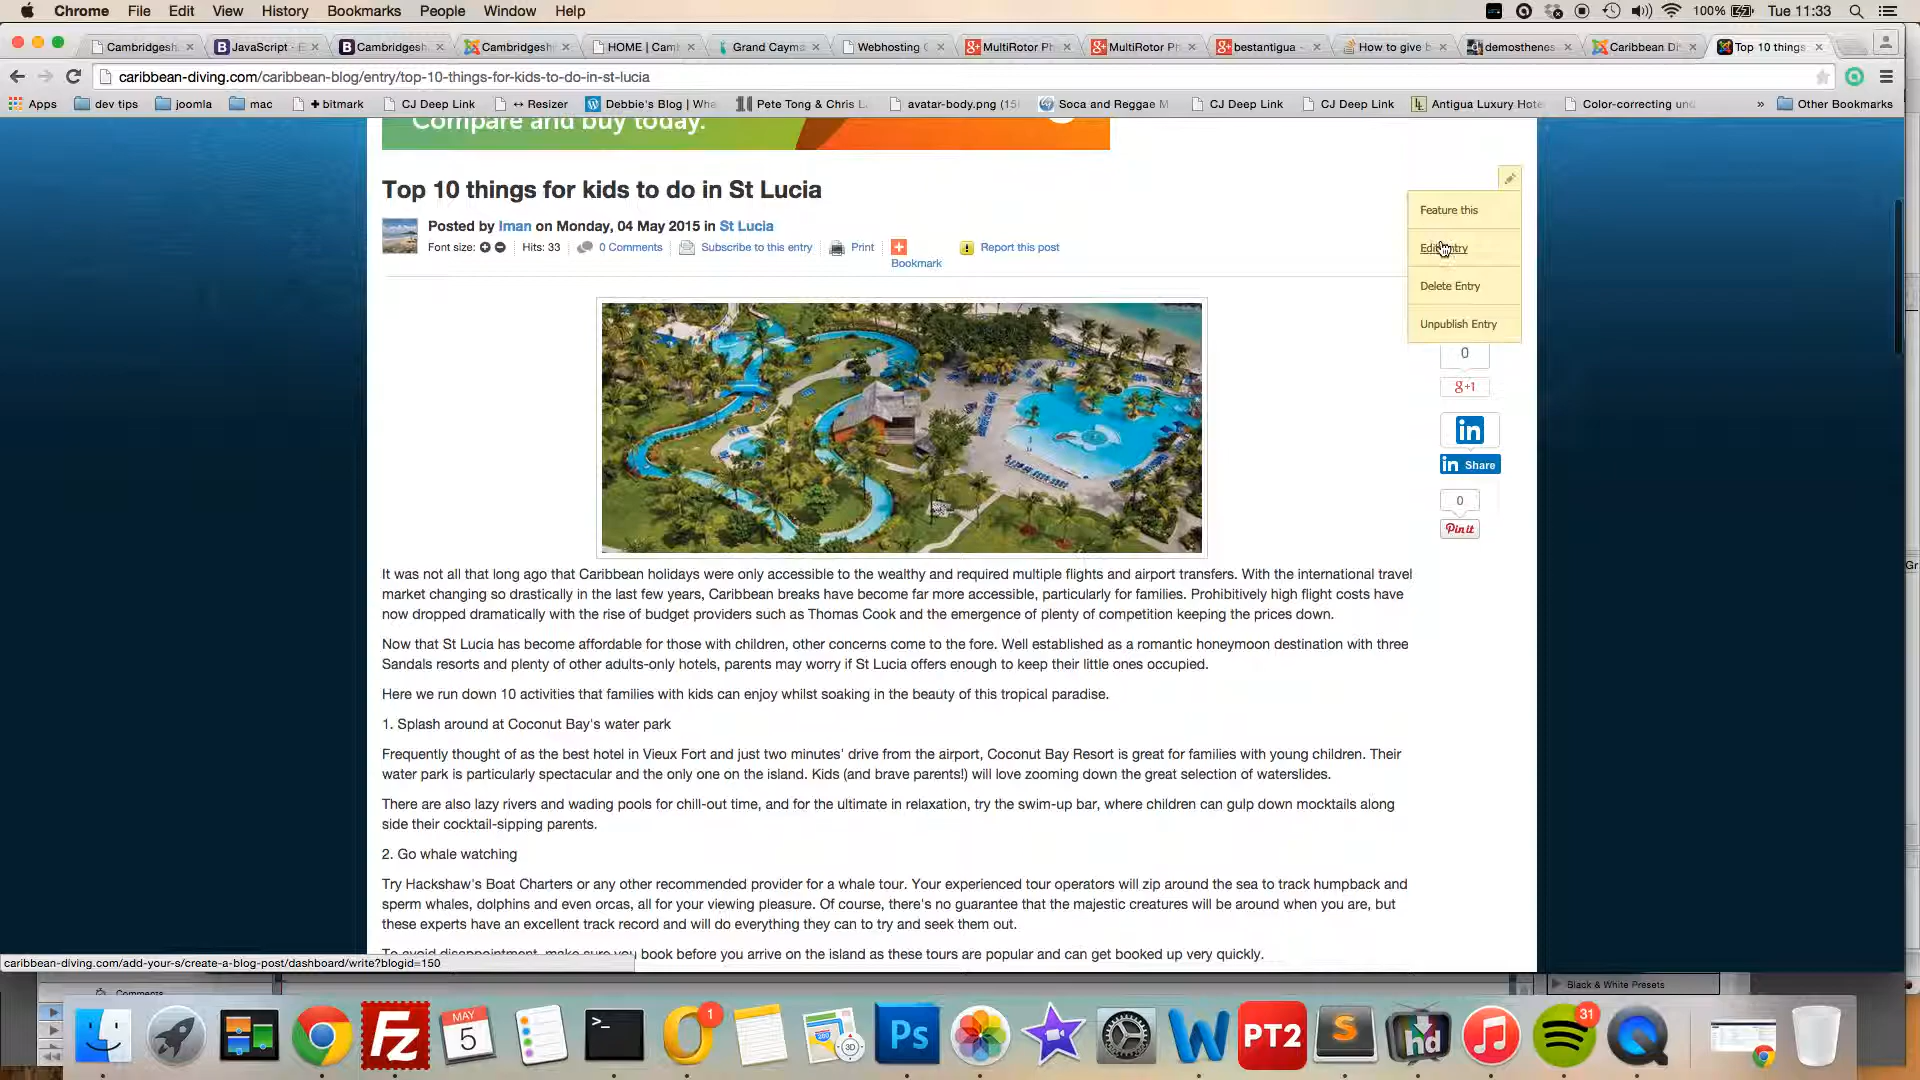 Chrome File Edit View History Bookmarks People Window Help 100% Tue 11:33
Cambridgesh JavaScript - E Cambridgesh Cambridgesh HOME | Camb Grand Cayma Webhosting C MultiRotor Ph MultiRotor Ph bestantigua - How to give b demosthenes Caribbean Di Top 10 things
caribbean-diving.com/caribbean-blog/entry/top-10-things-for-kids-to-do-in-st-lucia
Apps dev tips joomla mac + bitmark CJ Deep Link ↔ Resizer Debbie's Blog | Wha Pete Tong & Chris L avatar-body.png (15 Soca and Reggae M CJ Deep Link CJ Deep Link Antigua Luxury Hote Color-correcting und » Other Bookmarks
Compare and buy today.
Top 10 things for kids to do in St Lucia
Posted by Iman on Monday, 04 May 2015 in St Lucia
Font size: Hits: 33 0 Comments Subscribe to this entry Print Bookmark Report this post
Feature this
Edit Entry
Delete Entry
Unpublish Entry
0
g+1
in
in Share
0
Pinit
It was not all that long ago that Caribbean holidays were only accessible to the wealthy and required multiple flights and airport transfers. With the international travel
market changing so drastically in the last few years, Caribbean breaks have become far more accessible, particularly for families. Prohibitively high flight costs have
now dropped dramatically with the rise of budget providers such as Thomas Cook and the emergence of plenty of competition keeping the prices down.
Now that St Lucia has become affordable for those with children, other concerns come to the fore. Well established as a romantic honeymoon destination with three
Sandals resorts and plenty of other adults-only hotels, parents may worry if St Lucia offers enough to keep their little ones occupied.
Here we run down 10 activities that families with kids can enjoy whilst soaking in the beauty of this tropical paradise.
1. Splash around at Coconut Bay's water park
Frequently thought of as the best hotel in Vieux Fort and just two minutes' drive from the airport, Coconut Bay Resort is great for families with young children. Their
water park is particularly spectacular and the only one on the island. Kids (and brave parents!) will love zooming down the great selection of waterslides.
There are also lazy rivers and wading pools for chill-out time, and for the ultimate in relaxation, try the swim-up bar, where children can gulp down mocktails along
side their cocktail-sipping parents.
2. Go whale watching
Try Hackshaw's Boat Charters or any other recommended provider for a whale tour. Your experienced tour operators will zip around the sea to track humpback and
sperm whales, dolphins and even orcas, all for your viewing pleasure. Of course, there's no guarantee that the majestic creatures will be around when you are, but
these experts have an excellent track record and will do everything they can to try and seek them out.
To avoid disappointment, make sure you book before you arrive on the island as these tours are popular and can get booked up very quickly.
caribbean-diving.com/add-your-s/create-a-blog-post/dashboard/write?blogid=150
Comments
Black & White Presets
Gr
Fz MAY 5 >_ O 1 3D Ps W PT2 S hd 31